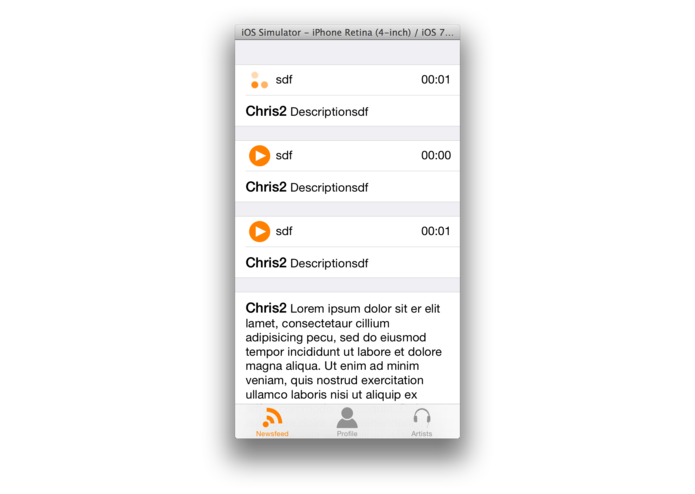 iOS Simulator – iPhone Retina (4-inch) / iOS 7...
sdf 00:01
Chris2 Descriptionsdf
sdf 00:00
Chris2 Descriptionsdf
sdf 00:01
Chris2 Descriptionsdf
Chris2 Lorem ipsum dolor sit er elit
lamet, consectetaur cillium
adipisicing pecu, sed do eiusmod
tempor incididunt ut labore et dolore
magna aliqua. Ut enim ad minim
veniam, quis nostrud exercitation
ullamco laboris nisi ut aliquip ex
Newsfeed Profile Artists